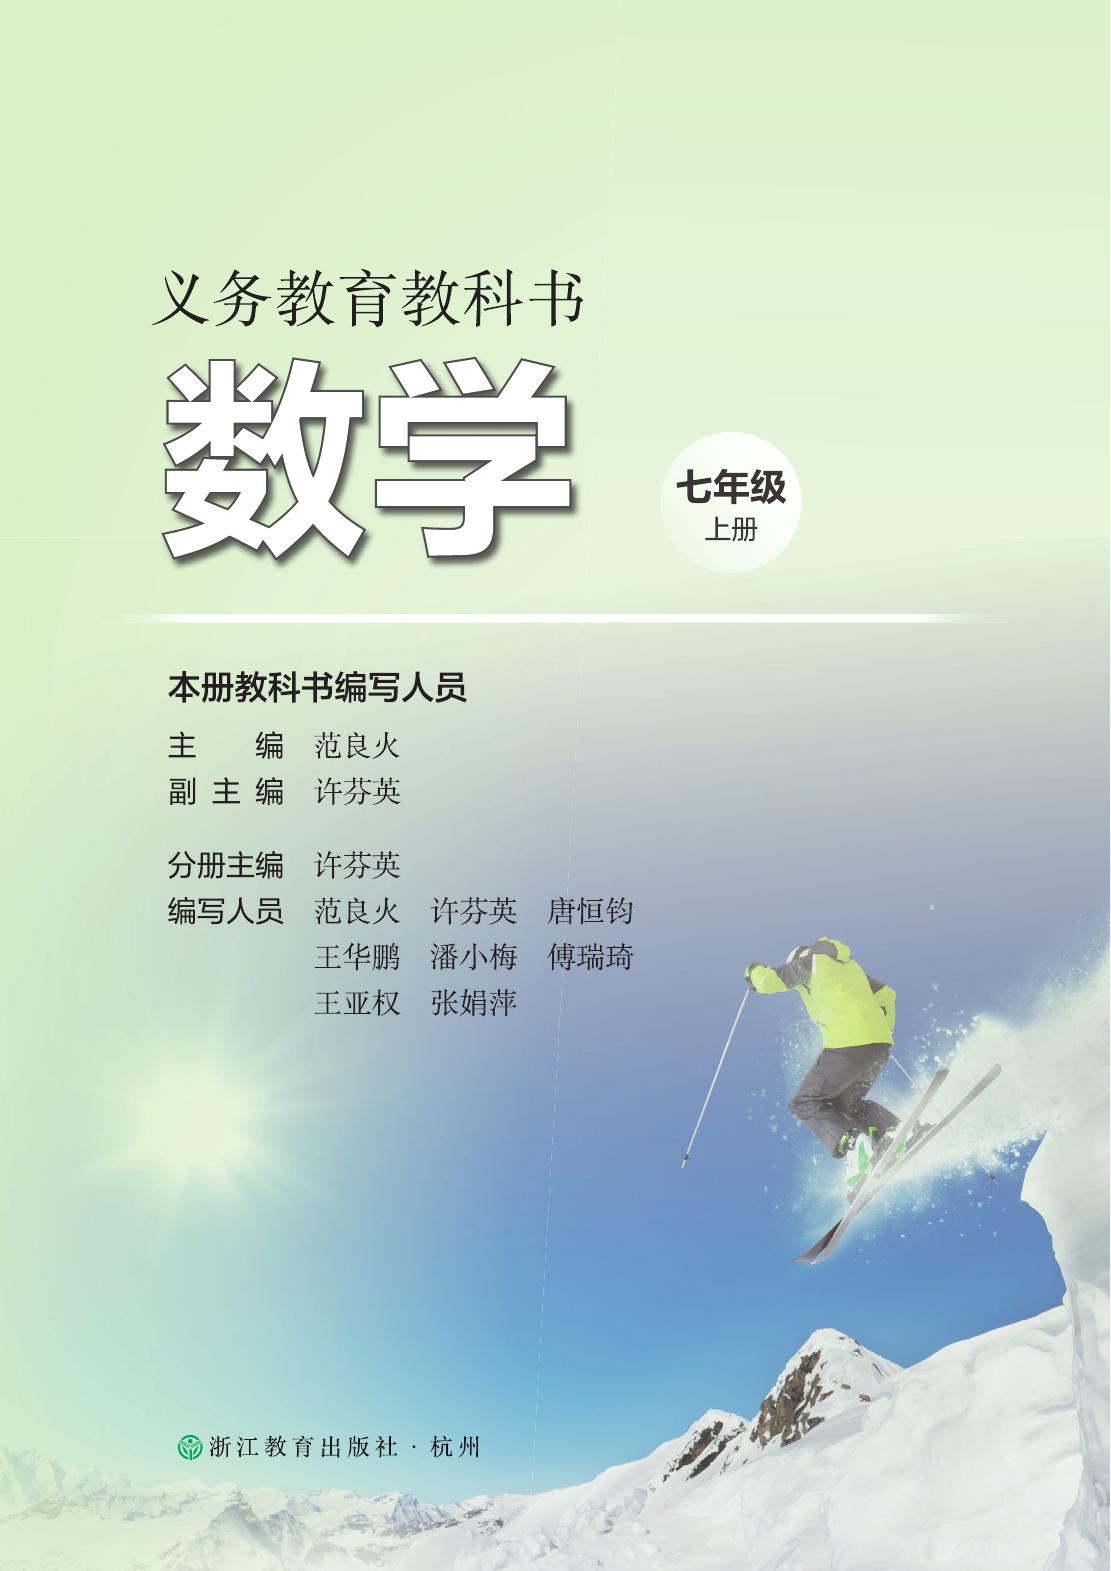 义务教育教科书
数学
七年级
上册
本册教科书编写人员
主 编 范良火
副主编 许芬英
分册主编 许芬英
编写人员 范良火 许芬英 唐恒钧
王华鹏 潘小梅 傅瑞琦
王亚权 张娟萍
浙江教育出版社·杭州